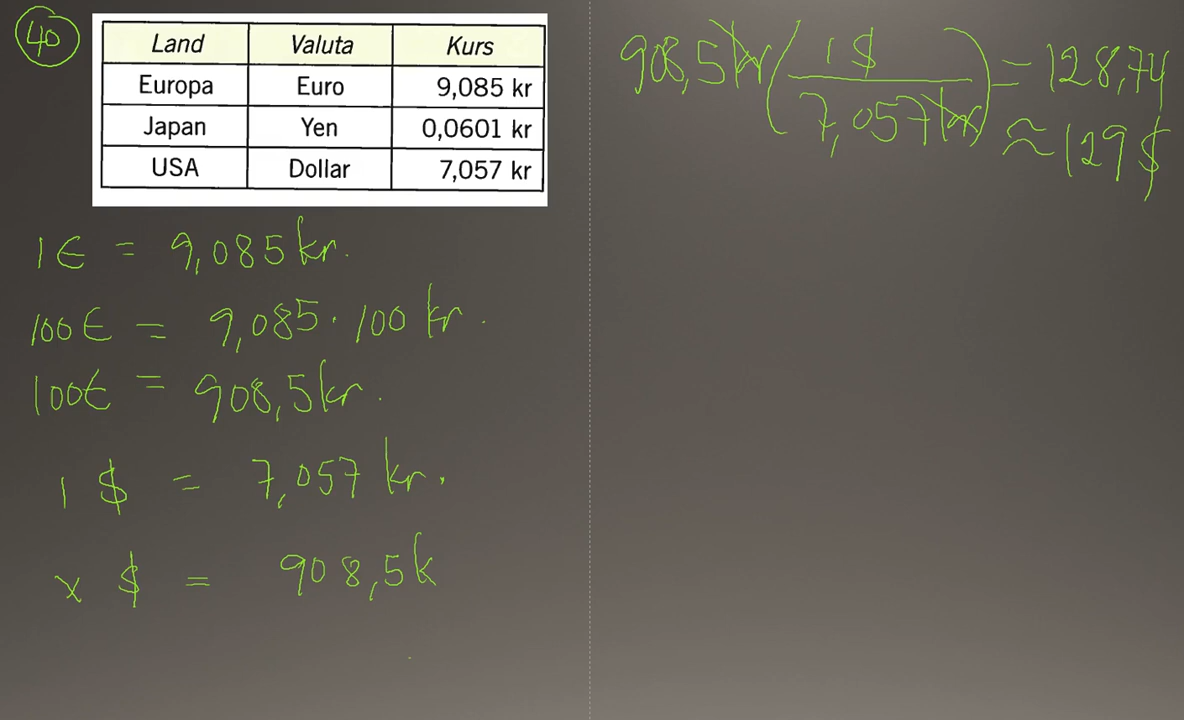 40
Land Valuta Kurs
Europa Euro 9,085 kr
Japan Yen 0,0601 kr
USA Dollar 7,057 kr
1 € = 9,085 kr.
100 € = 9,085 · 100 kr.
100 € = 908,5 kr.
1 $ = 7,057 kr.
x $ = 908,5 k
908,5 kr ( 1 $ / 7,057 kr ) = 128,74
≈ 129 $